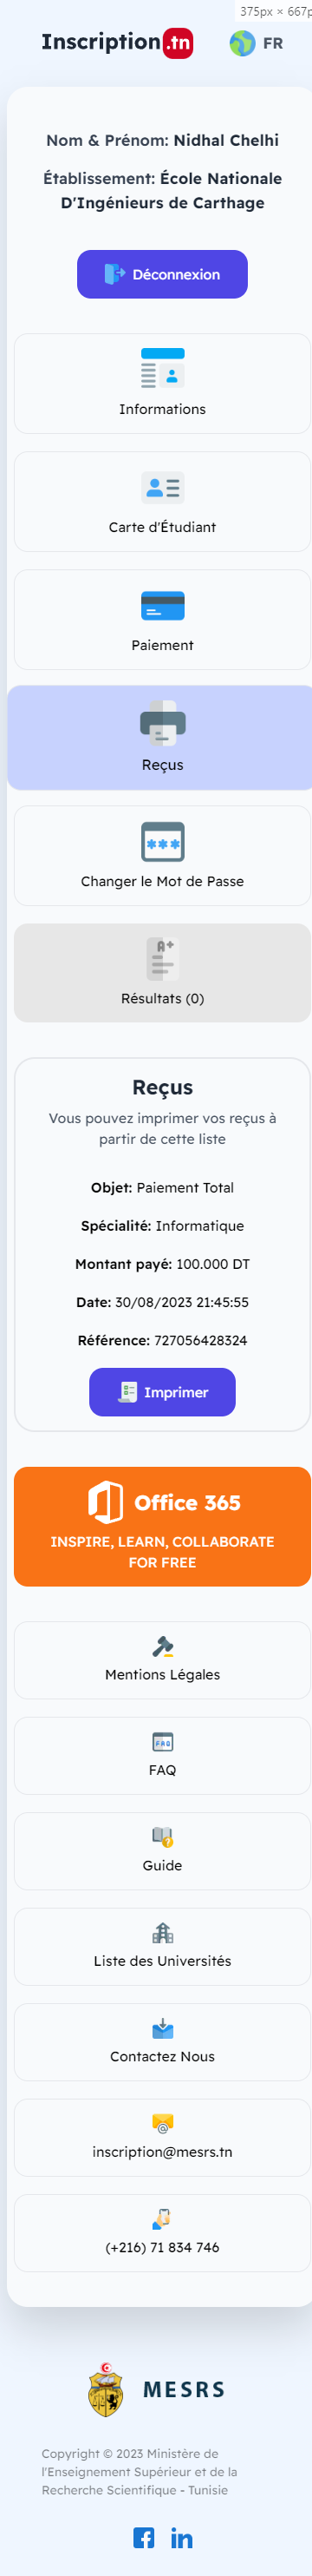 375px × 667p
Inscription.tn
FR
Nom & Prénom: Nidhal Chelhi
Établissement: École Nationale
D'Ingénieurs de Carthage
Déconnexion
Informations
Carte d'Étudiant
Paiement
Reçus
Changer le Mot de Passe
A+
Résultats (0)
Reçus
Vous pouvez imprimer vos reçus à
partir de cette liste
Objet: Paiement Total
Spécialité: Informatique
Montant payé: 100.000 DT
Date: 30/08/2023 21:45:55
Référence: 727056428324
Imprimer
Office 365
INSPIRE, LEARN, COLLABORATE
FOR FREE
Mentions Légales
FAQ
FAQ
Guide
Liste des Universités
Contactez Nous
@
inscription@mesrs.tn
(+216) 71 834 746
MESRS
Copyright © 2023 Ministère de
l'Enseignement Supérieur et de la
Recherche Scientifique - Tunisie